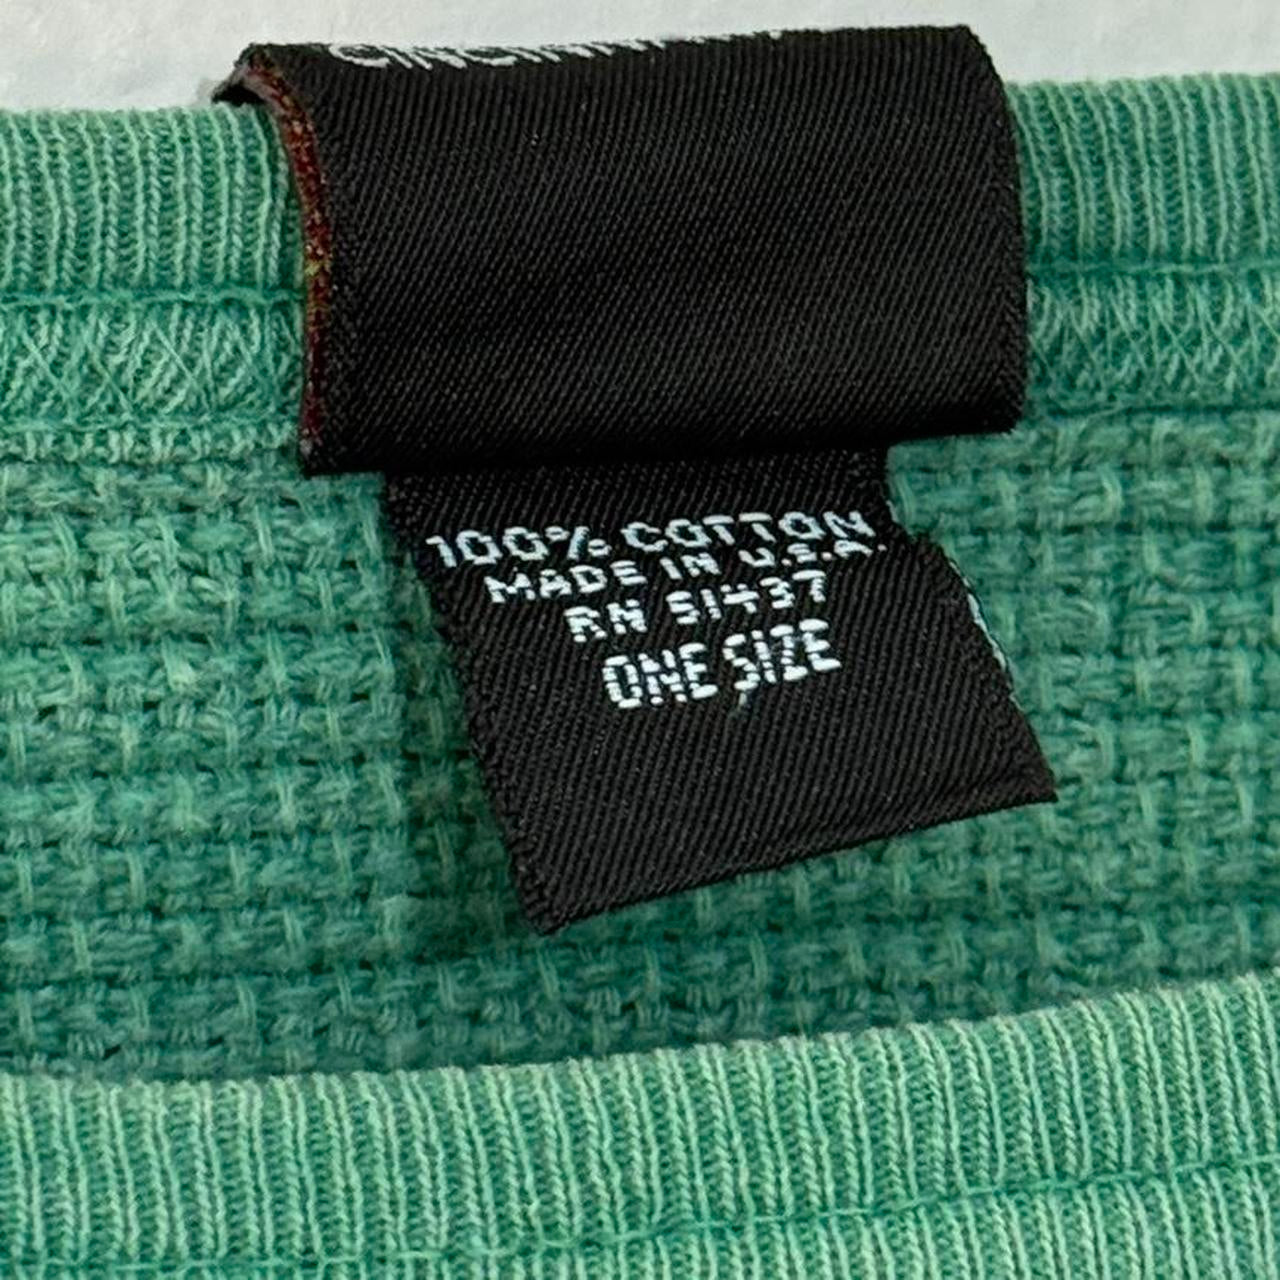 100% COTTON
MADE IN U.S.A.
RN 51437
ONE SIZE